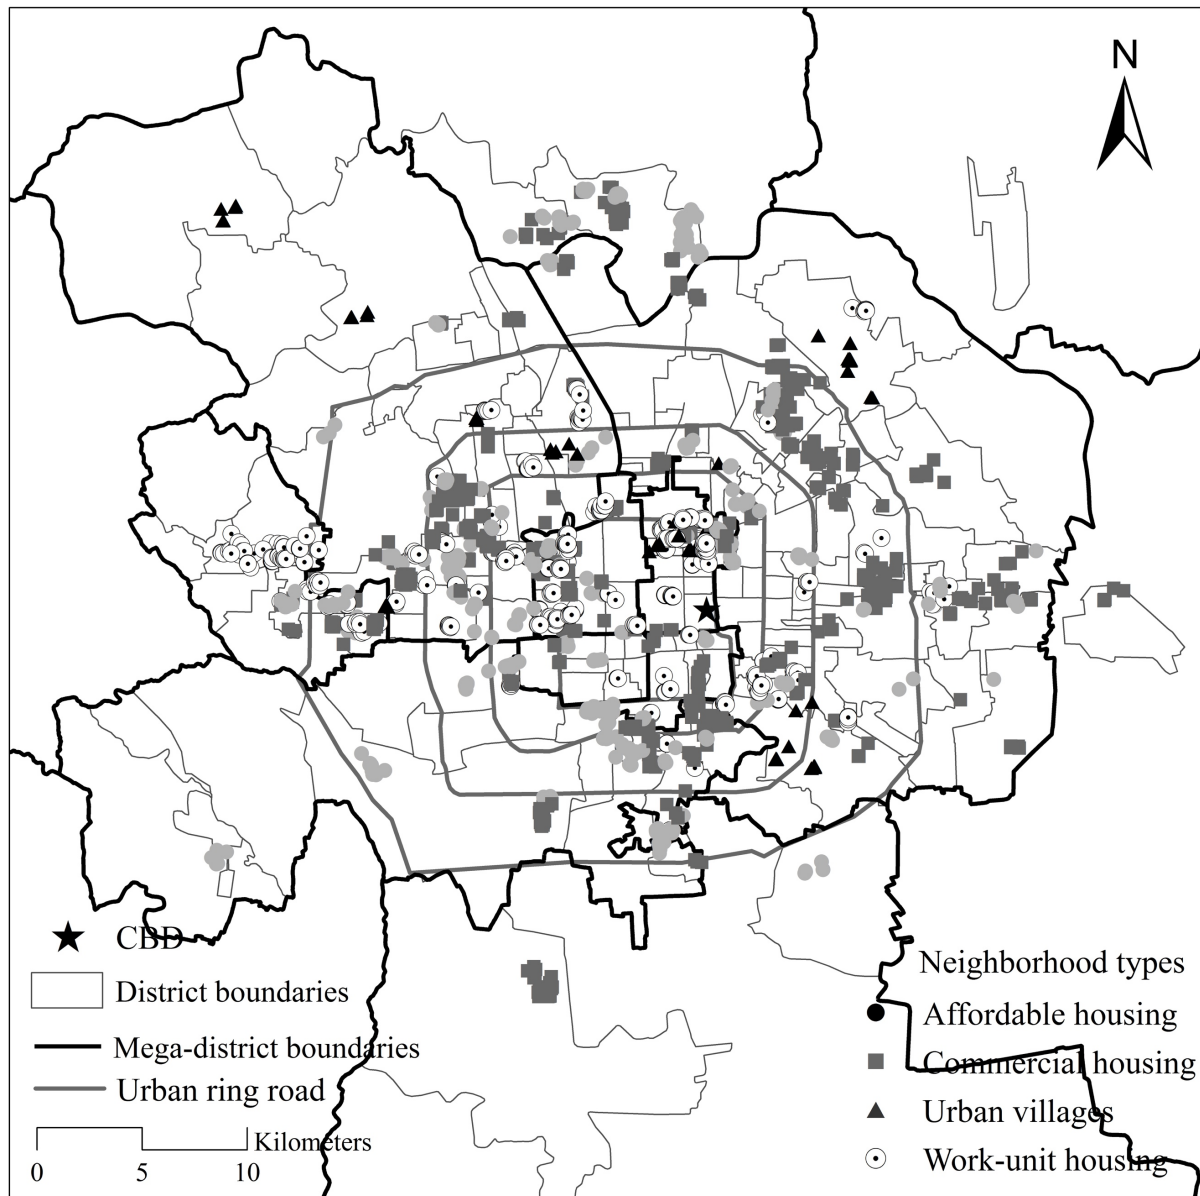 N
CBD
District boundaries
Mega-district boundaries
Urban ring road
Kilometers
0 5 10
Neighborhood types
Affordable housing
Commercial housing
Urban villages
Work-unit housing